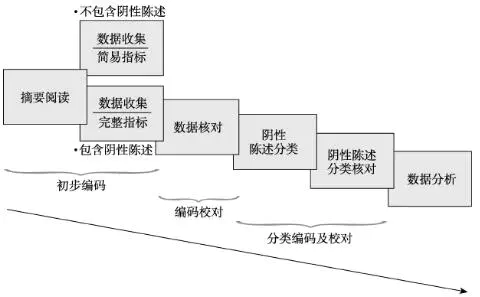 •不包含阴性陈述
数据收集
简易指标
摘要阅读
数据收集
完整指标
•包含阴性陈述
数据核对
阴性
陈述分类
阴性陈述
分类核对
数据分析
初步编码
编码校对
分类编码及校对